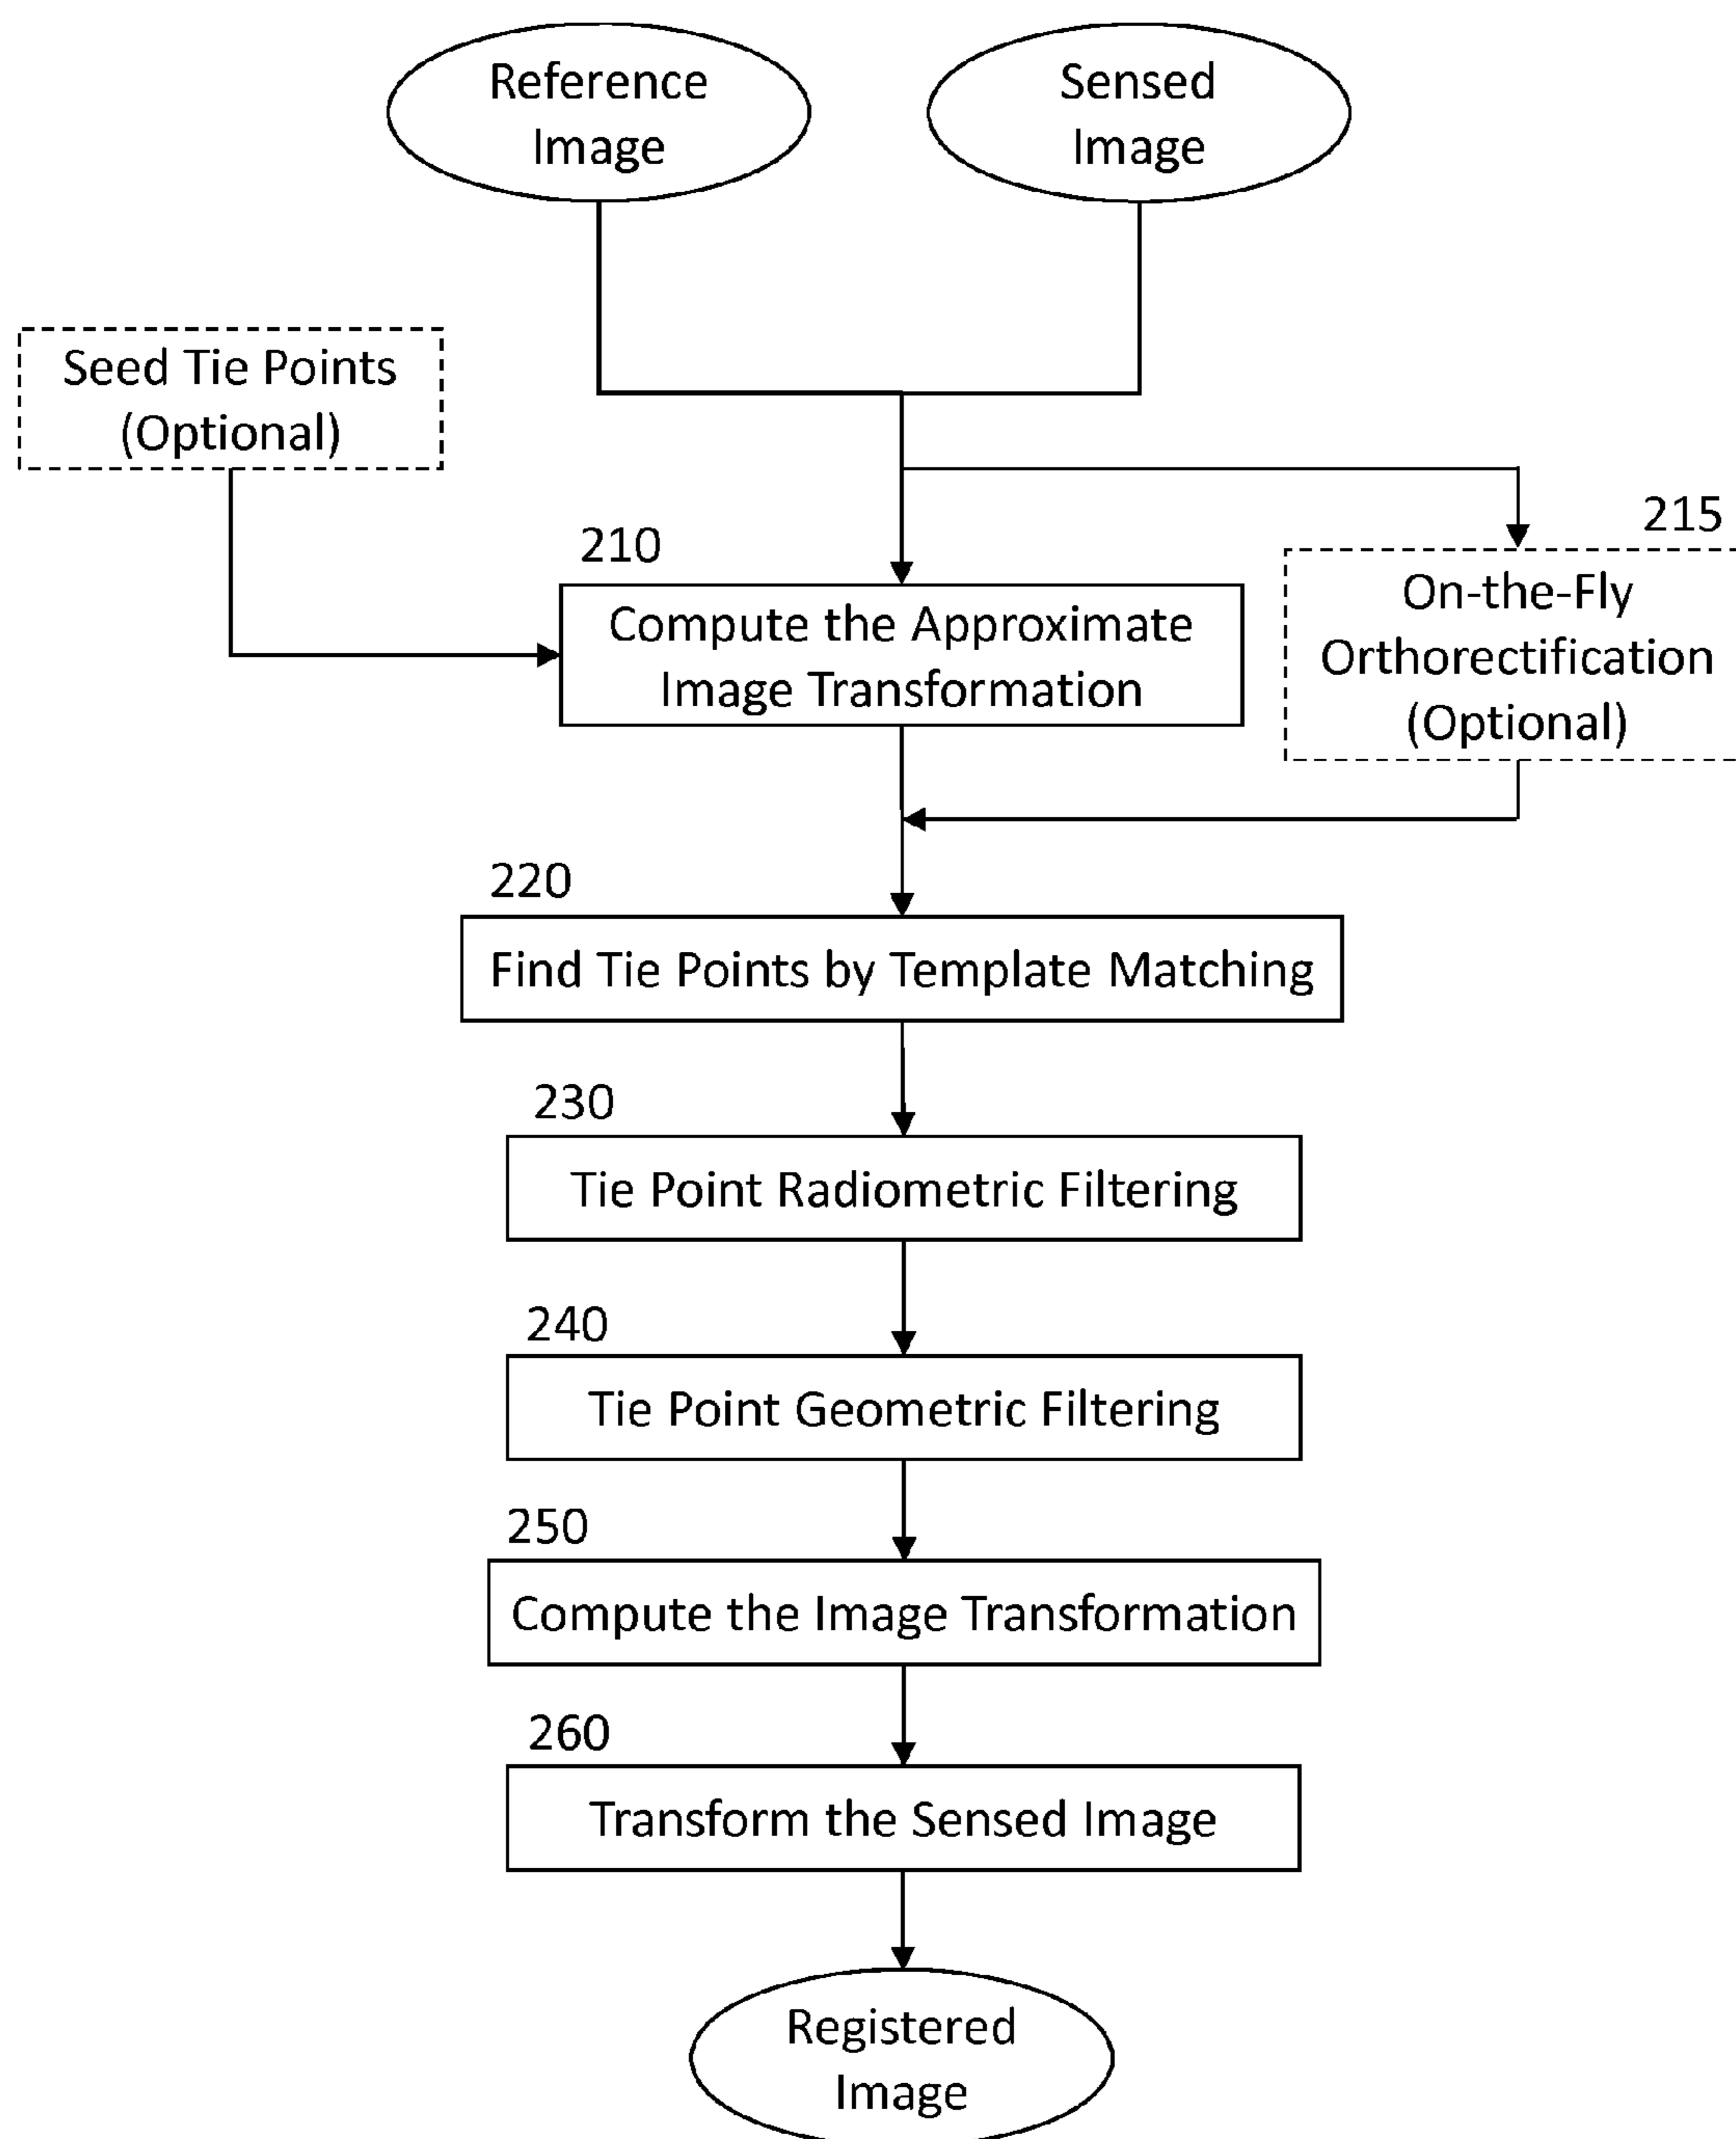 Reference
Image
Sensed
Image
Seed Tie Points
(Optional)
210
Compute the Approximate
Image Transformation
215
On-the-Fly
Orthorectification
(Optional)
220
Find Tie Points by Template Matching
230
Tie Point Radiometric Filtering
240
Tie Point Geometric Filtering
250
Compute the Image Transformation
260
Transform the Sensed Image
Registered
Image